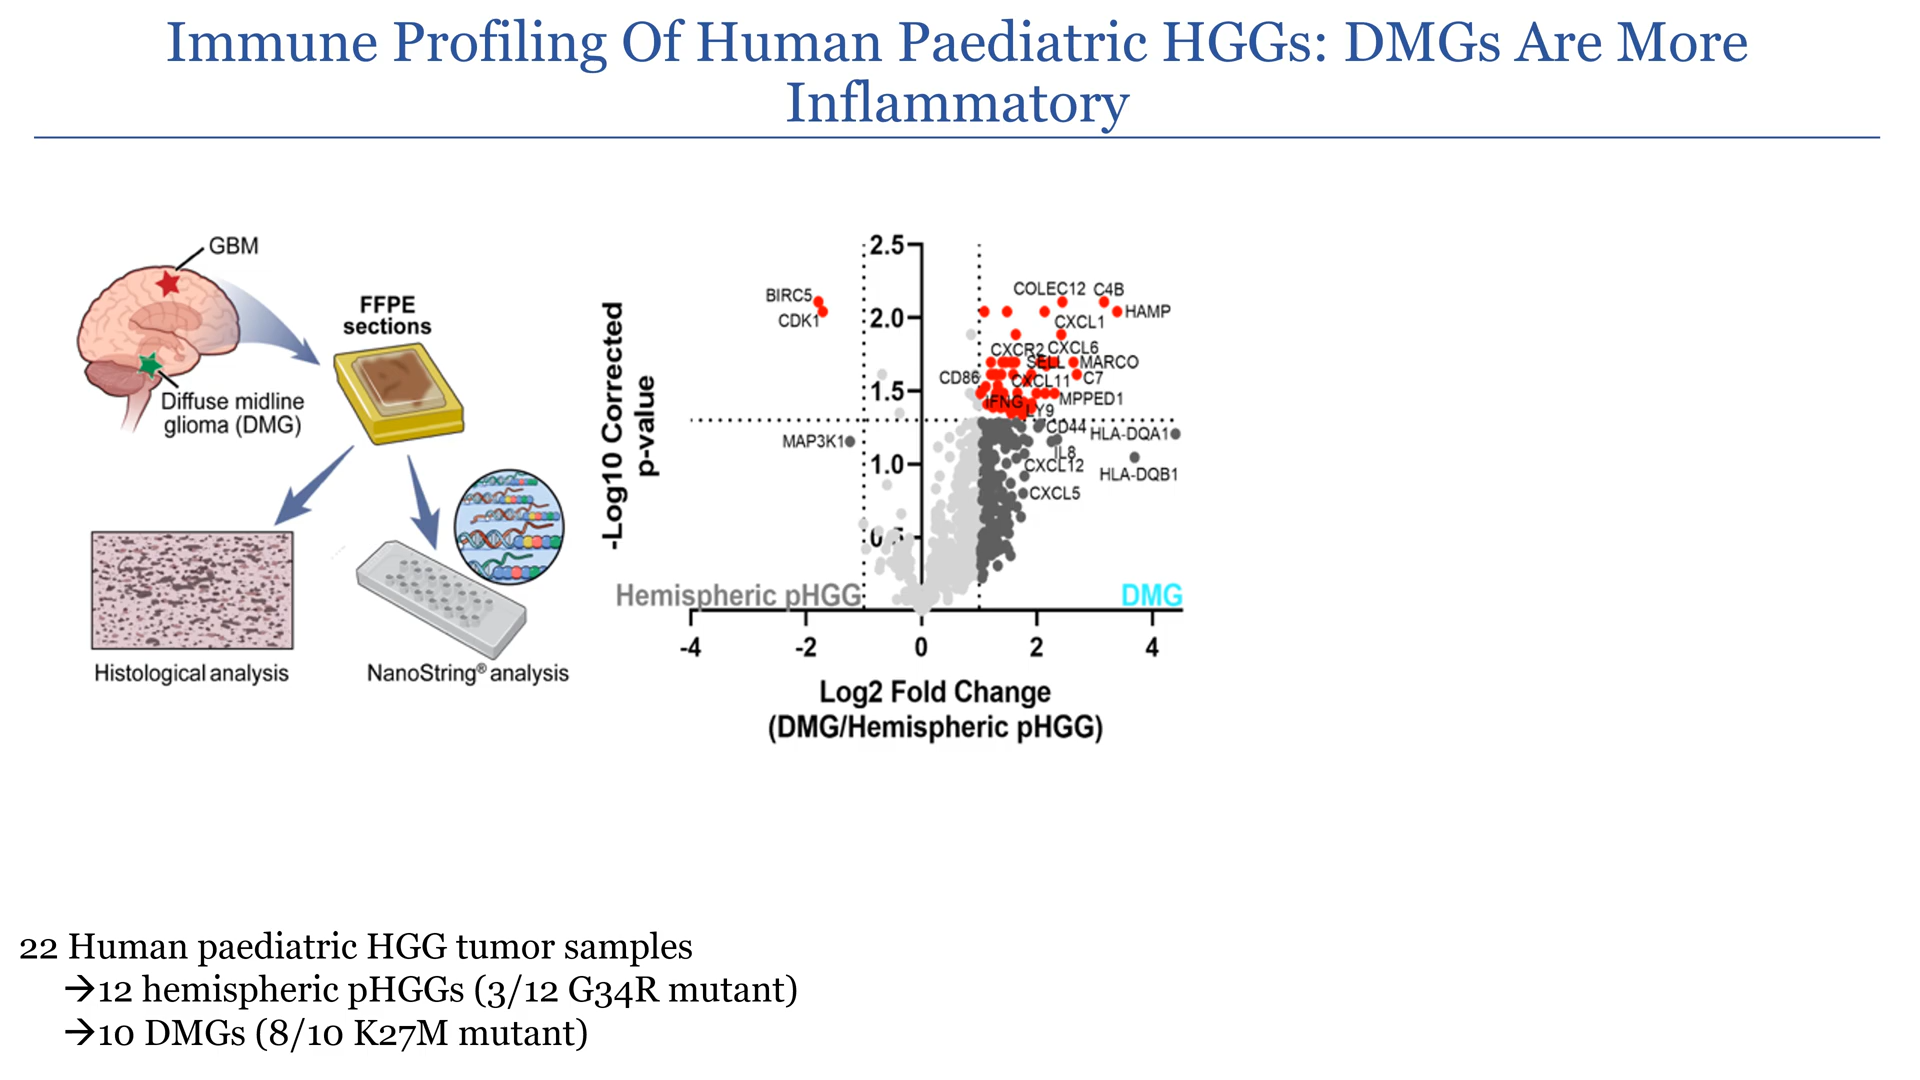 Immune Profiling Of Human Paediatric HGGs: DMGs Are More
Inflammatory
GBM
FFPE
sections
Diffuse midline
glioma (DMG)
Histological analysis
NanoString® analysis
-Log10 Corrected
p-value
2.5
2.0
1.5
1.0
BIRC5
CDK1
MAP3K1
COLEC12
C4B
HAMP
CXCL1
CXCR2
CXCL6
SELL
MARCO
CD86
CXCL11
C7
IFNG
MPPED1
LY9
CD44
HLA-DQA1
IL8
CXCL12
HLA-DQB1
CXCL5
Hemispheric pHGG
DMG
-4
-2
0
2
4
Log2 Fold Change
(DMG/Hemispheric pHGG)
22 Human paediatric HGG tumor samples
→12 hemispheric pHGGs (3/12 G34R mutant)
→10 DMGs (8/10 K27M mutant)